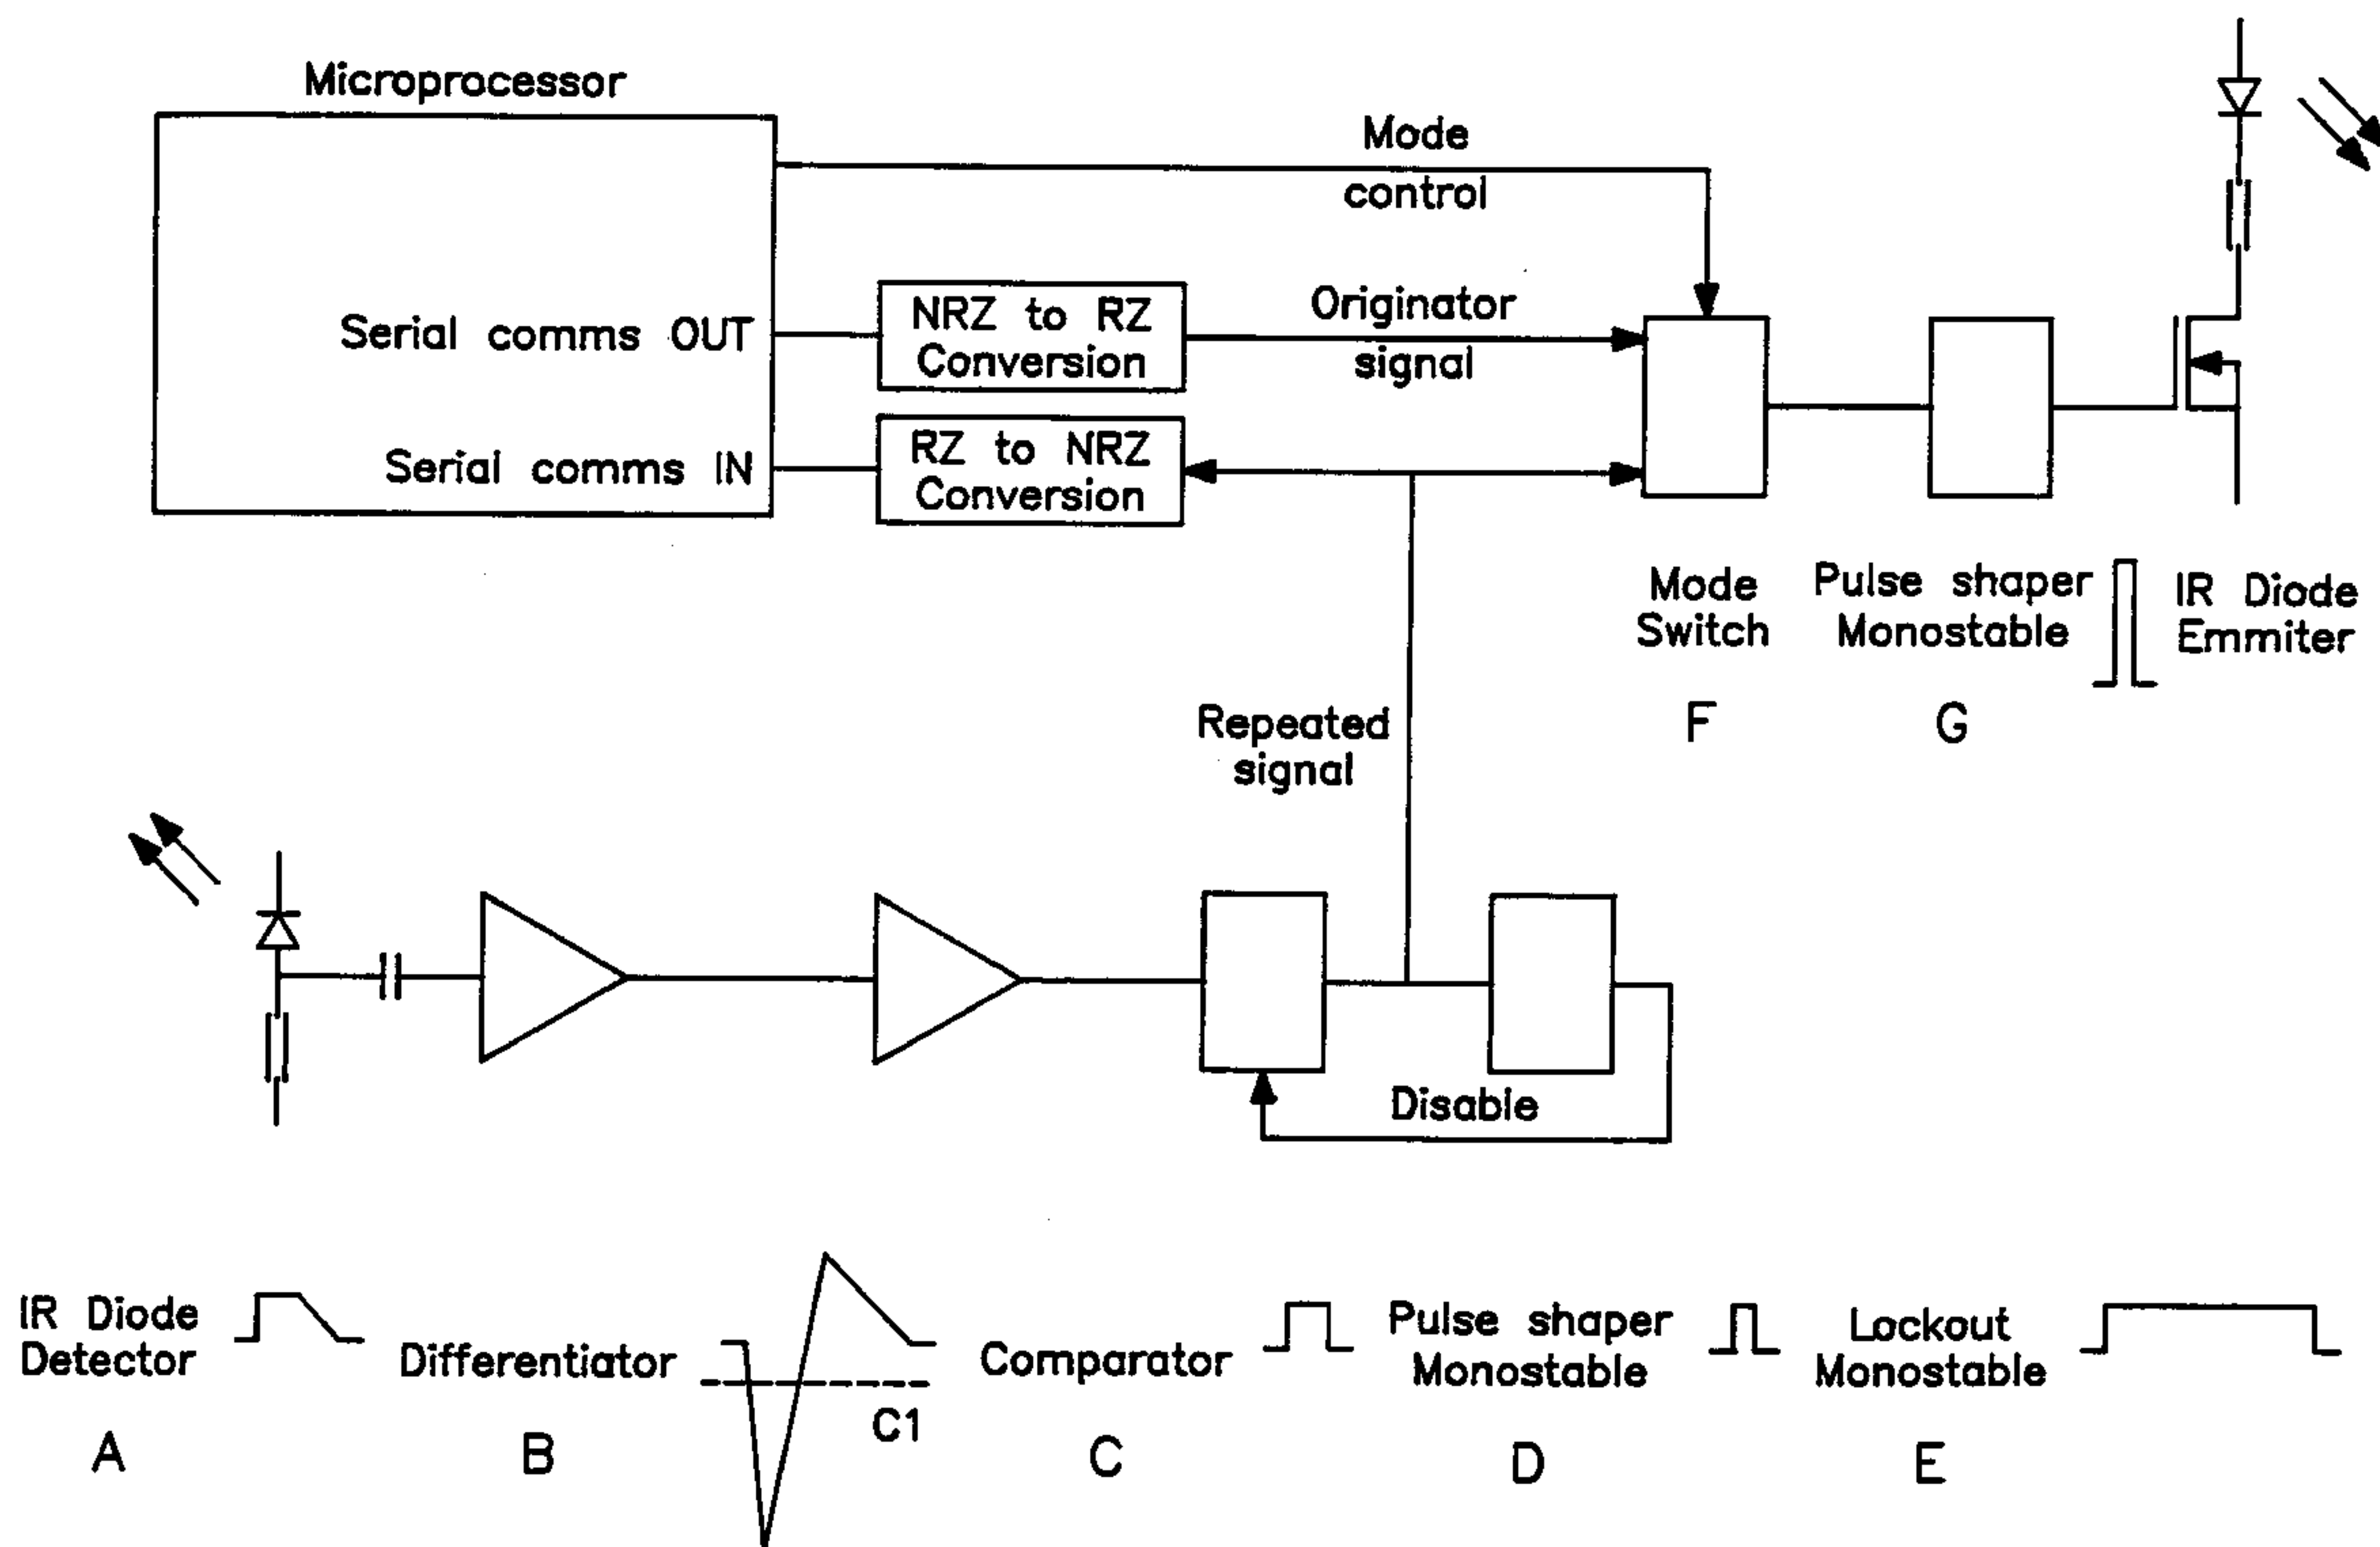 Microprocessor
Mode
control
Serial comms OUT
NRZ to RZ
Conversion
Originator
signal
Serial comms IN
RZ to NRZ
Conversion
Mode
Switch
F
Pulse shaper
Monostable
G
IR Diode
Emmiter
Repeated
signal
Disable
IR Diode
Detector
A
Differentiator
B
C1
Comparator
C
Pulse shaper
Monostable
D
Lockout
Monostable
E